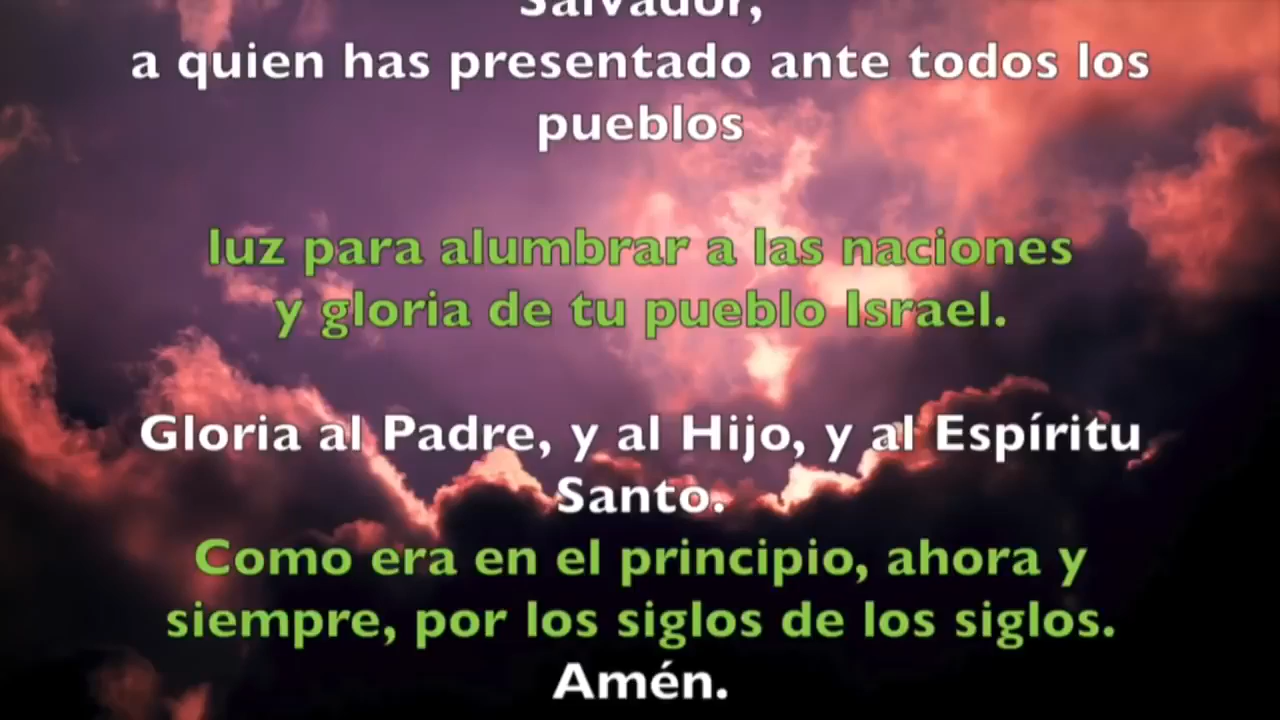 Salvador,
a quien has presentado ante todos los
pueblos
luz para alumbrar a las naciones
y gloria de tu pueblo Israel.
Gloria al Padre, y al Hijo, y al Espíritu
Santo.
Como era en el principio, ahora y
siempre, por los siglos de los siglos.
Amén.